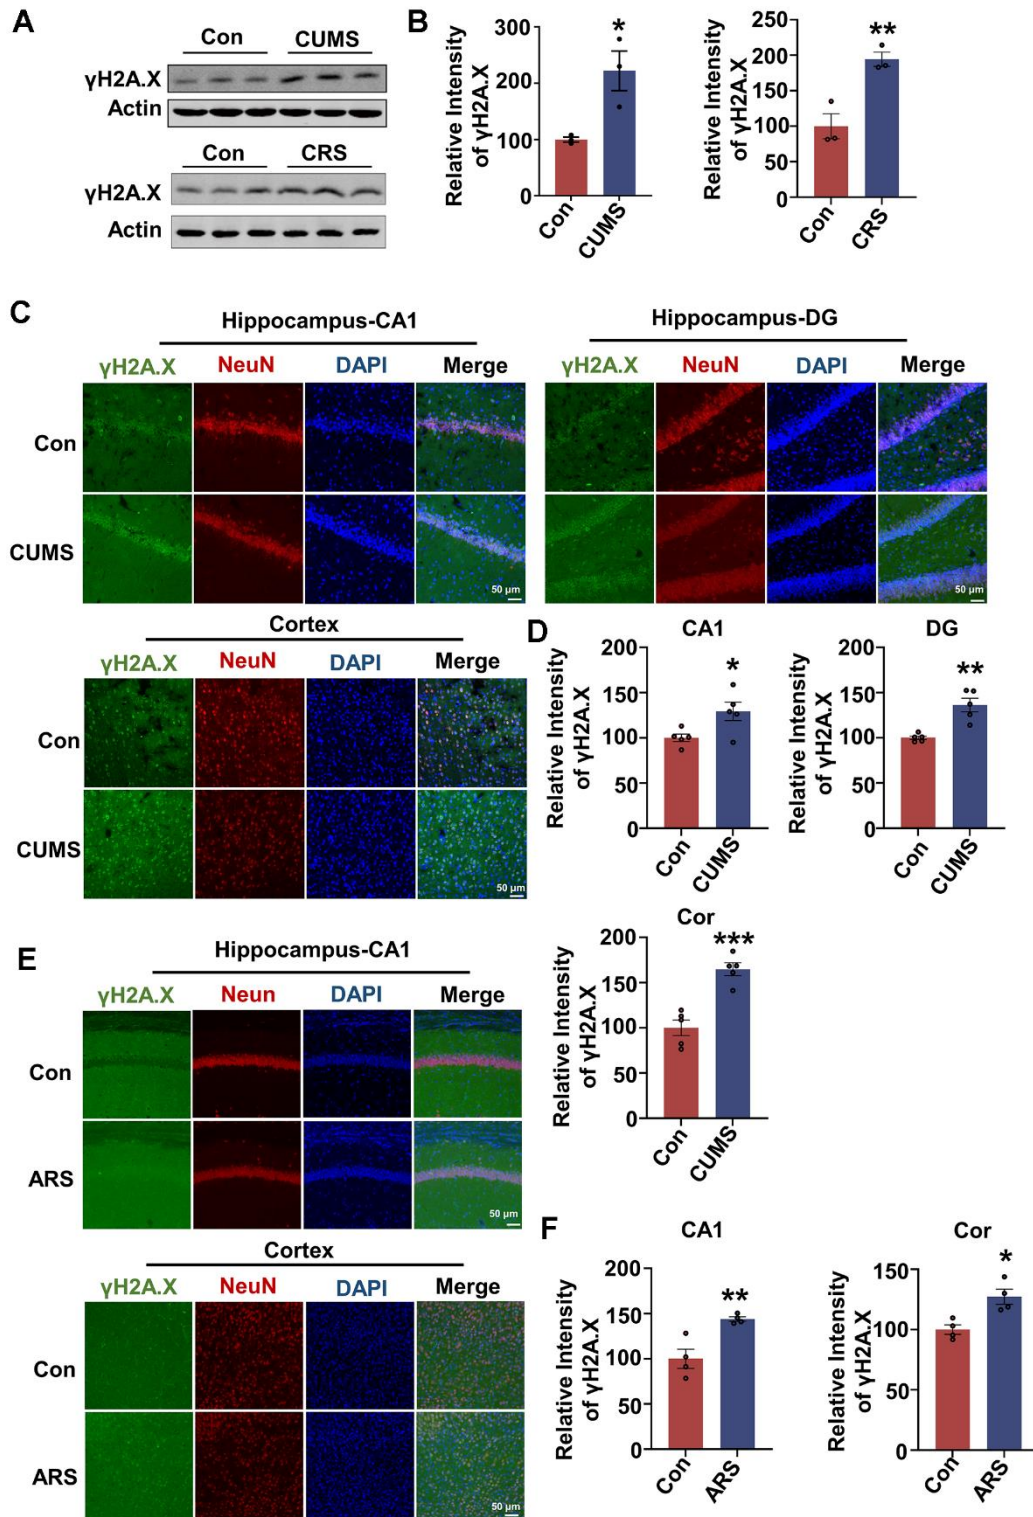 A
Con CUMS
γH2A.X
Actin
Con CRS
γH2A.X
Actin
B
Relative Intensity
of γH2A.X
300
200
100
0
*
Con CUMS
Relative Intensity
of γH2A.X
250
200
150
100
50
0
**
Con CRS
C
Hippocampus-CA1
γH2A.X NeuN DAPI Merge
Con
CUMS
50 μm
Hippocampus-DG
γH2A.X NeuN DAPI Merge
50 μm
Cortex
γH2A.X NeuN DAPI Merge
Con
CUMS
50 μm
D
CA1
Relative Intensity
of γH2A.X
200
150
100
50
0
*
Con CUMS
DG
Relative Intensity
of γH2A.X
200
150
100
50
0
**
Con CUMS
Cor
Relative Intensity
of γH2A.X
200
150
100
50
0
***
Con CUMS
E
Hippocampus-CA1
γH2A.X Neun DAPI Merge
Con
ARS
50 μm
Cortex
γH2A.X NeuN DAPI Merge
Con
ARS
50 μm
F
CA1
Relative Intensity
of γH2A.X
200
150
100
50
0
**
Con ARS
Cor
Relative Intensity
of γH2A.X
150
100
50
0
*
Con ARS